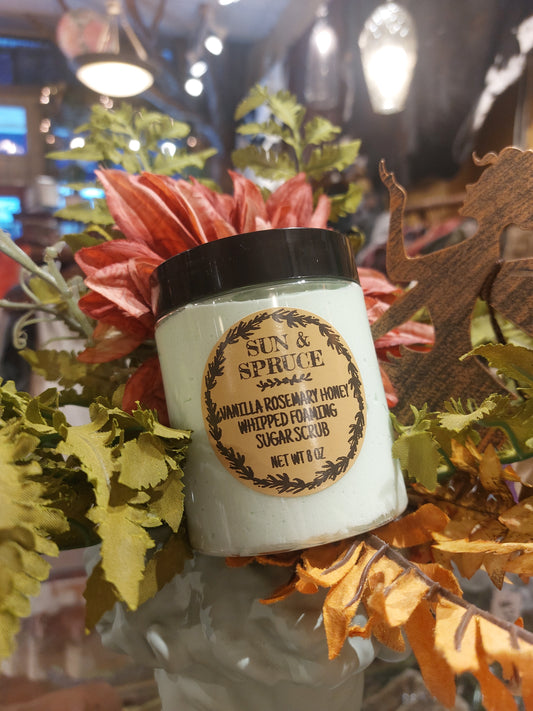 SUN &
SPRUCE
VANILLA ROSEMARY HONEY
WHIPPED FOAMING
SUGAR SCRUB
NET WT 8 OZ.